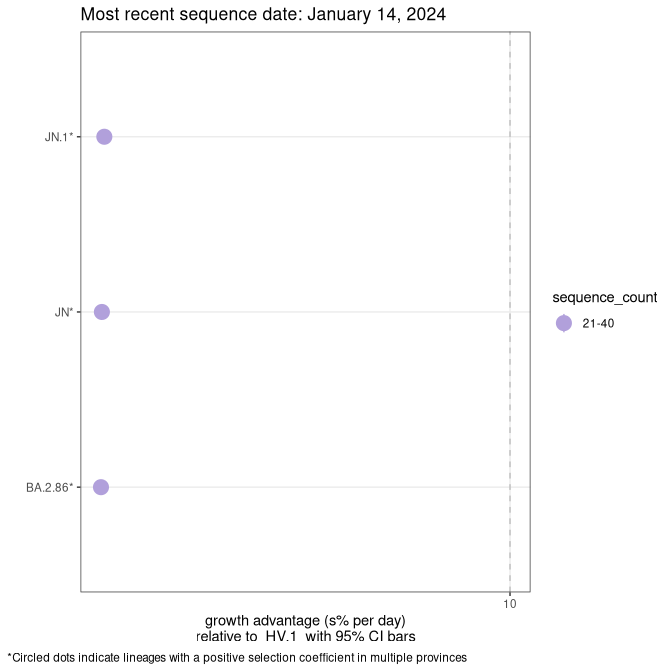 Most recent sequence date: January 14, 2024
JN.1*
JN*
BA.2.86*
10
growth advantage (s% per day)
relative to  HV.1  with 95% CI bars
*Circled dots indicate lineages with a positive selection coefficient in multiple provinces
sequence_count
21-40